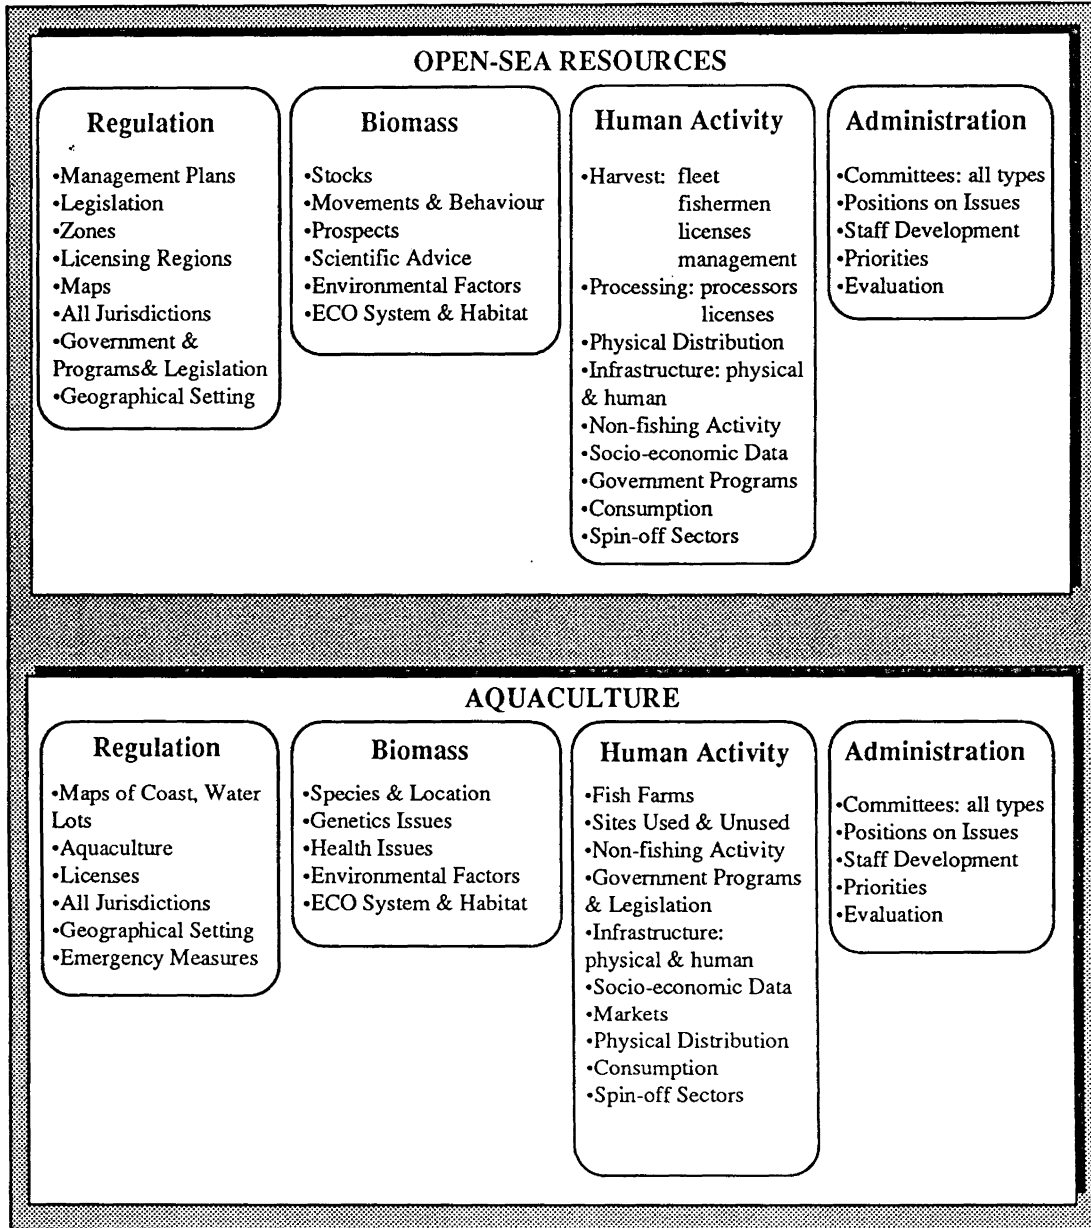 OPEN-SEA RESOURCES
Regulation
•Management Plans
•Legislation
•Zones
•Licensing Regions
•Maps
•All Jurisdictions
•Government &
Programs& Legislation
•Geographical Setting
Biomass
•Stocks
•Movements & Behaviour
•Prospects
•Scientific Advice
•Environmental Factors
•ECO System & Habitat
Human Activity
•Harvest: fleet
fishermen
licenses
management
•Processing: processors
licenses
•Physical Distribution
•Infrastructure: physical
& human
•Non-fishing Activity
•Socio-economic Data
•Government Programs
•Consumption
•Spin-off Sectors
Administration
•Committees: all types
•Positions on Issues
•Staff Development
•Priorities
•Evaluation
AQUACULTURE
Regulation
•Maps of Coast, Water
Lots
•Aquaculture
•Licenses
•All Jurisdictions
•Geographical Setting
•Emergency Measures
Biomass
•Species & Location
•Genetics Issues
•Health Issues
•Environmental Factors
•ECO System & Habitat
Human Activity
•Fish Farms
•Sites Used & Unused
•Non-fishing Activity
•Government Programs
& Legislation
•Infrastructure:
physical & human
•Socio-economic Data
•Markets
•Physical Distribution
•Consumption
•Spin-off Sectors
Administration
•Committees: all types
•Positions on Issues
•Staff Development
•Priorities
•Evaluation